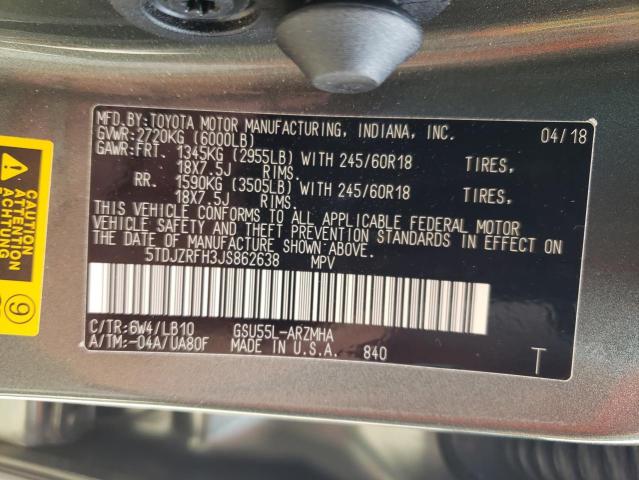 MFD.BY:TOYOTA MOTOR MANUFACTURING, INDIANA, INC. 04/18
GVWR:2720KG (6000LB)
GAWR:FRT. 1345KG (2955LB) WITH 245/60R18 TIRES,
18X7.5J RIMS.
RR. 1590KG (3505LB) WITH 245/60R18 TIRES,
18X7.5J RIMS.
THIS VEHICLE CONFORMS TO ALL APPLICABLE FEDERAL MOTOR
VEHICLE SAFETY AND THEFT PREVENTION STANDARDS IN EFFECT
ON THE DATE OF MANUFACTURE SHOWN ABOVE.
5TDJZRFH3JS862638 MPV
C/TR:6W4/LB10 GSU55L-ARZMHA
A/TM:-04A/UA80F MADE IN U.S.A. 840 T
ATTENTION
ACHTUNG
9